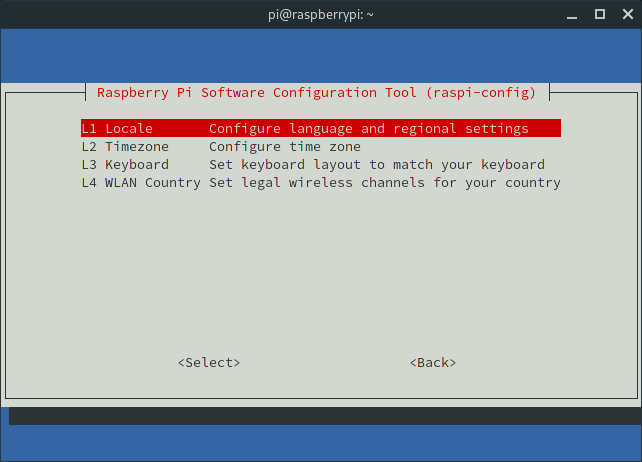 pi@raspberrypi: ~
Raspberry Pi Software Configuration Tool (raspi-config)
L1 Locale Configure language and regional settings
L2 Timezone Configure time zone
L3 Keyboard Set keyboard layout to match your keyboard
L4 WLAN Country Set legal wireless channels for your country
<Select> <Back>